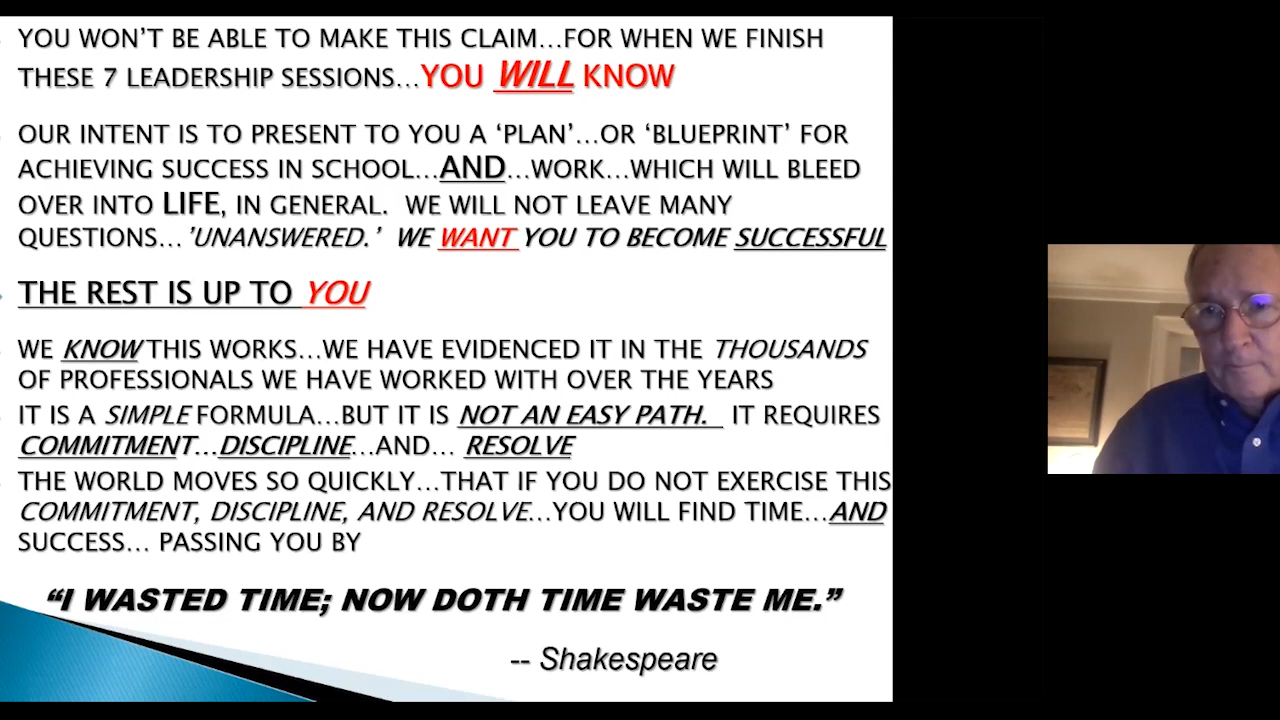 YOU WON'T BE ABLE TO MAKE THIS CLAIM...FOR WHEN WE FINISH
THESE 7 LEADERSHIP SESSIONS...YOU WILL KNOW
OUR INTENT IS TO PRESENT TO YOU A 'PLAN'...OR 'BLUEPRINT' FOR
ACHIEVING SUCCESS IN SCHOOL...AND...WORK...WHICH WILL BLEED
OVER INTO LIFE, IN GENERAL. WE WILL NOT LEAVE MANY
QUESTIONS...'UNANSWERED.' WE WANT YOU TO BECOME SUCCESSFUL
THE REST IS UP TO YOU
WE KNOW THIS WORKS...WE HAVE EVIDENCED IT IN THE THOUSANDS
OF PROFESSIONALS WE HAVE WORKED WITH OVER THE YEARS
IT IS A SIMPLE FORMULA...BUT IT IS NOT AN EASY PATH. IT REQUIRES
COMMITMENT...DISCIPLINE...AND... RESOLVE
THE WORLD MOVES SO QUICKLY...THAT IF YOU DO NOT EXERCISE THIS
COMMITMENT, DISCIPLINE, AND RESOLVE...YOU WILL FIND TIME...AND
SUCCESS... PASSING YOU BY
"I WASTED TIME; NOW DOTH TIME WASTE ME."
-- Shakespeare